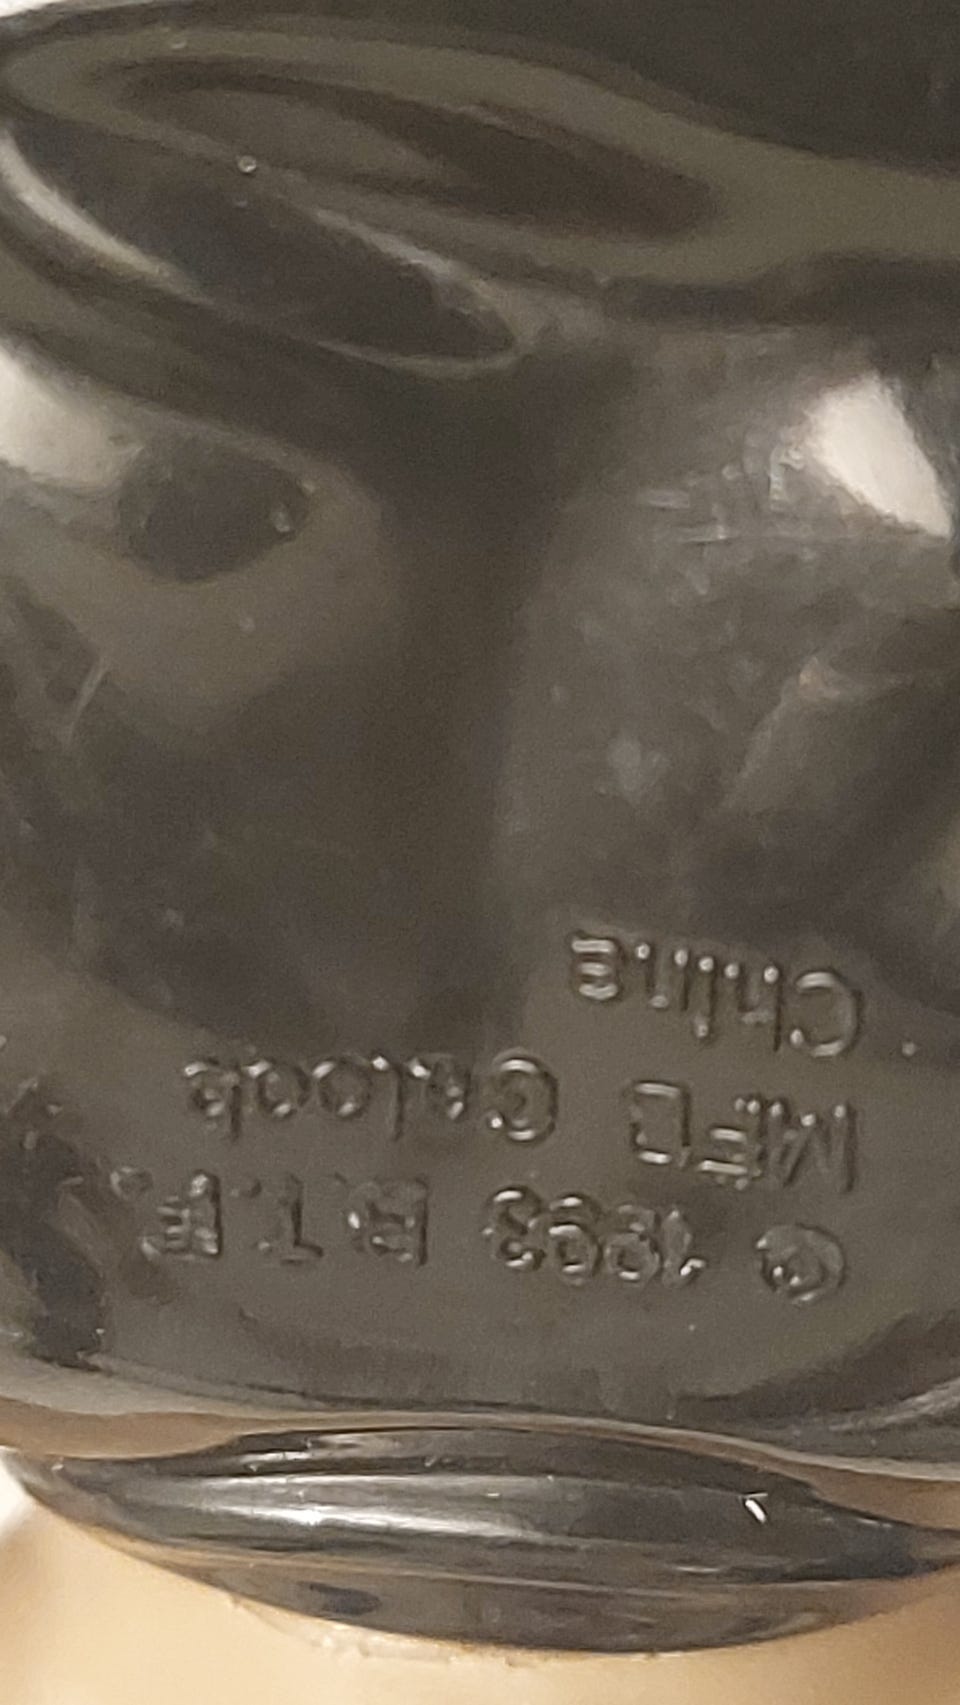 © 1993 B.T.F.
MFD Galoob
China